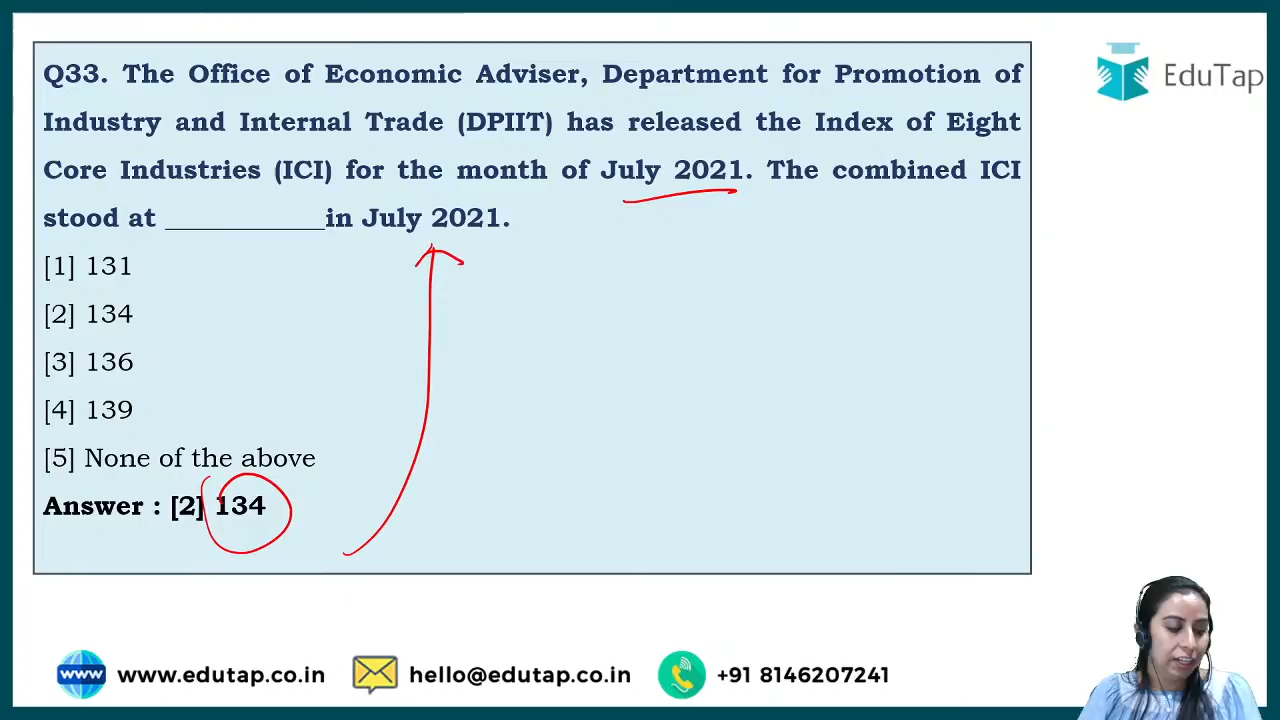 Q33. The Office of Economic Adviser, Department for Promotion of
Industry and Internal Trade (DPIIT) has released the Index of Eight
Core Industries (ICI) for the month of July 2021. The combined ICI
stood at ____________in July 2021.
[1] 131
[2] 134
[3] 136
[4] 139
[5] None of the above
Answer : [2] 134
EduTap
www.edutap.co.in
hello@edutap.co.in
+91 8146207241
www